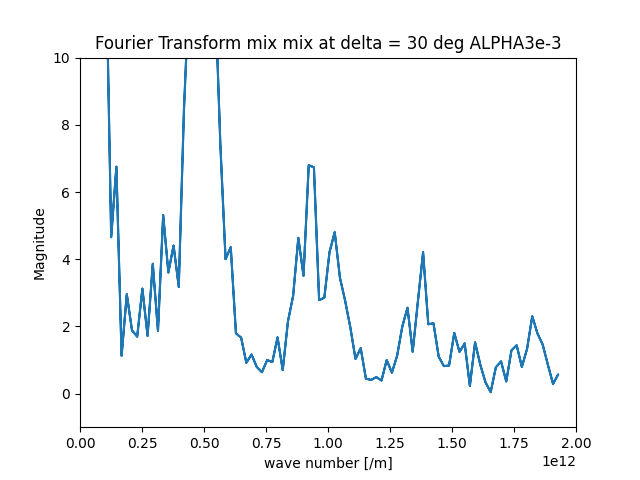 Fourier Transform mix mix at delta = 30 deg ALPHA3e-3
10
8
6
4
2
0
Magnitude
0.00 0.25 0.50 0.75 1.00 1.25 1.50 1.75 2.00
1e12
wave number [/m]